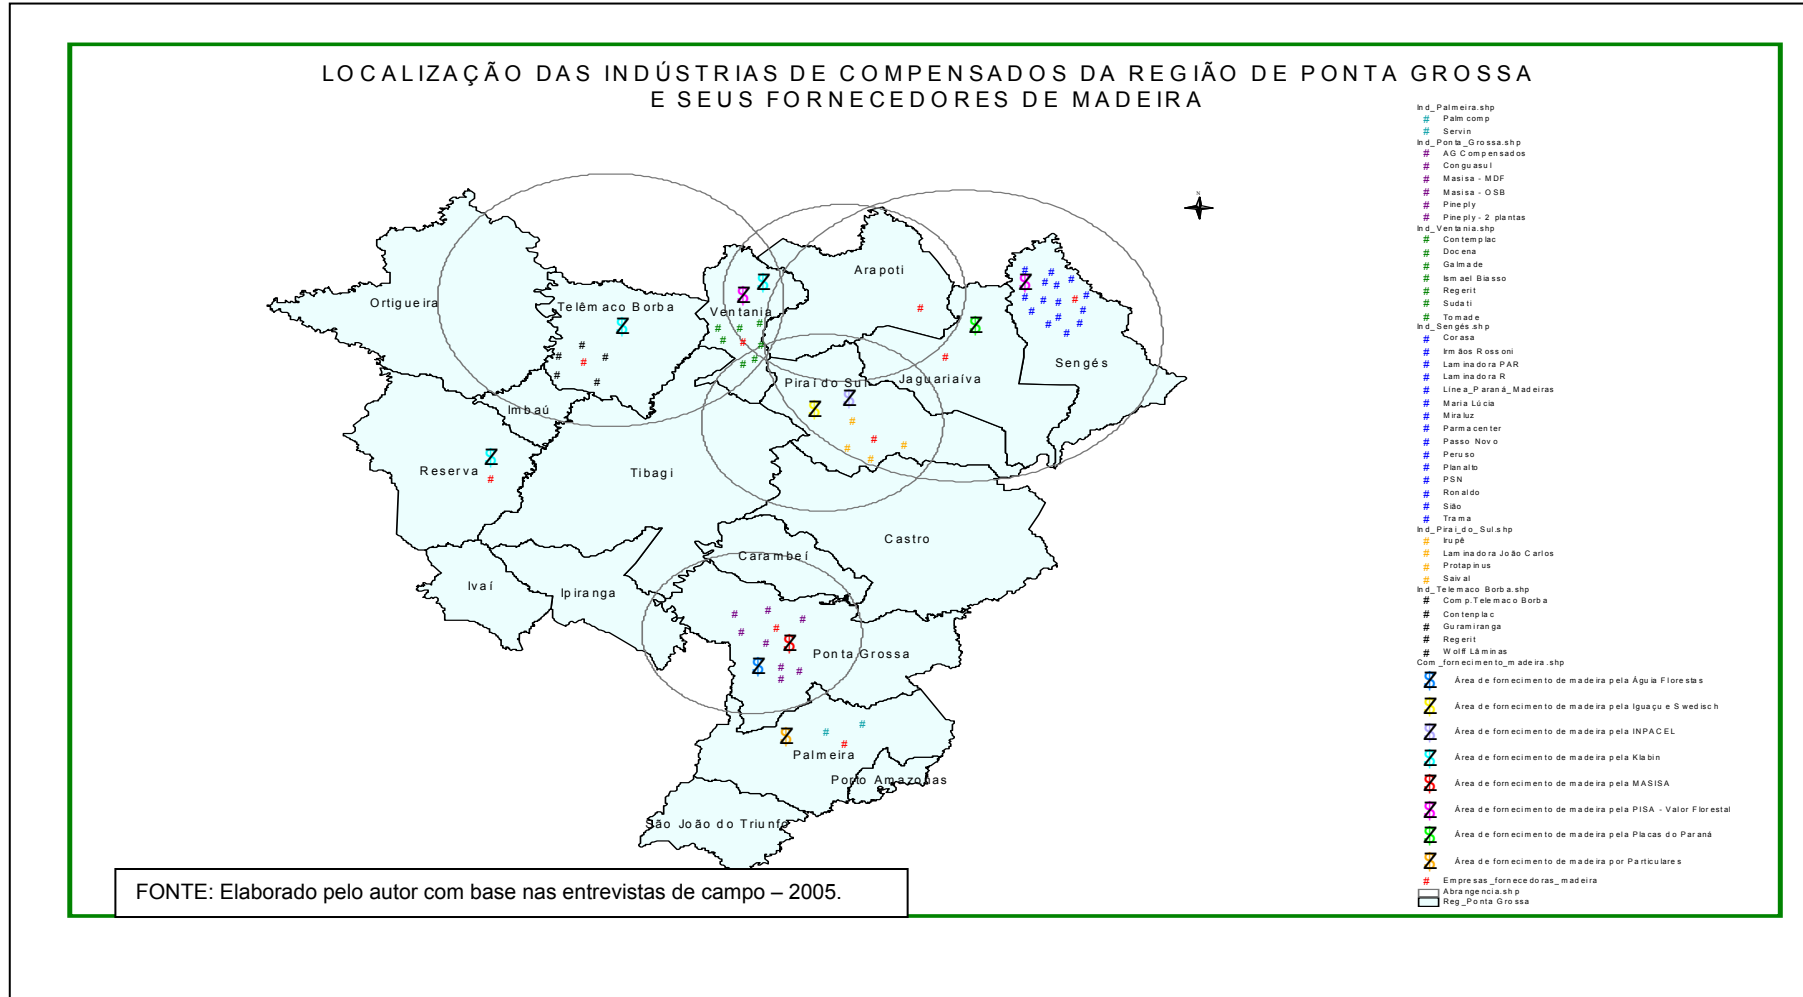 LOCALIZAÇÃO DAS INDÚSTRIAS DE COMPENSADOS DA REGIÃO DE PONTA GROSSA
E SEUS FORNECEDORES DE MADEIRA
N
Ortigueira
Telêmaco Borba
Ventania
Arapoti
Sengés
Jaguariaíva
Piraí do Sul
Imbaú
Reserva
Tibagi
Castro
Carambeí
Ivaí
Ipiranga
Ponta Grossa
Palmeira
Porto Amazonas
São João do Triunfo
Ind_Palmeira.shp
# Palmcomp
# Servin
Ind_Ponta_Grossa.shp
# AG Compensados
# Conguasul
# Masisa - MDF
# Masisa - OSB
# Pineply
# Pineply - 2 plantas
Ind_Ventania.shp
# Contemplac
# Docena
# Galmade
# Ismael Biasso
# Regerit
# Sudati
# Tomade
Ind_Sengés.shp
# Corasa
# Irmãos Rossoni
# Laminadora PAR
# Laminadora R
# Línea_Paraná_Madeiras
# Maria Lúcia
# Miraluz
# Parmacenter
# Passo Novo
# Peruso
# Planalto
# PSN
# Ronaldo
# Sião
# Trama
Ind_Piraí_do_Sul.shp
# Irupê
# Laminadora João Carlos
# Protapinus
# Saival
Ind_Telemaco Borba.shp
# Comp.Telemaco Borba
# Contenplac
# Guramiranga
# Regerit
# Wolff Lâminas
Com_fornecimento_madeira.shp
Área de fornecimento de madeira pela Águia Florestas
Área de fornecimento de madeira pela Iguaçu e Swedisch
Área de fornecimento de madeira pela INPACEL
Área de fornecimento de madeira pela Klabin
Área de fornecimento de madeira pela MASISA
Área de fornecimento de madeira pela PISA - Valor Florestal
Área de fornecimento de madeira pela Placas do Paraná
Área de fornecimento de madeira por Particulares
# Empresas_fornecedoras_madeira
Abrangencia.shp
Reg_Ponta Grossa
FONTE: Elaborado pelo autor com base nas entrevistas de campo – 2005.